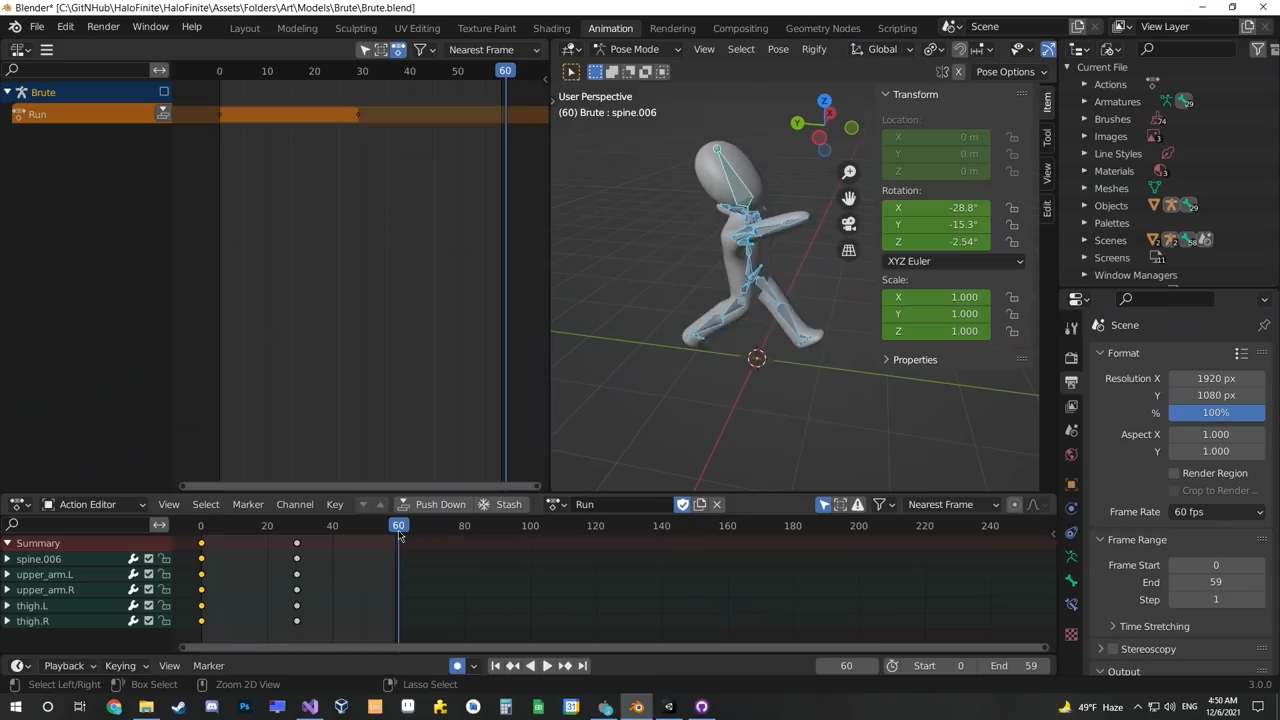 Blender* [C:\GitNHub\HaloFinite\HaloFinite\Assets\Folders\Art\Models\Brute\Brute.blend]
File Edit Render Window Help Layout Modeling Sculpting UV Editing Texture Paint Shading Animation Rendering Compositing Geometry Nodes Scripting Scene View Layer
Nearest Frame
0 10 20 30 40 50 60
Brute
Run
Pose Mode View Select Pose Rigify Global
X Pose Options
User Perspective
(60) Brute : spine.006
Z
Y
X
Transform
Location:
X 0 m
Y 0 m
Z 0 m
Rotation:
X -28.8°
Y -15.3°
Z -2.54°
XYZ Euler
Scale:
X 1.000
Y 1.000
Z 1.000
Properties
Item
Tool
View
Edit
Current File
Actions
Armatures 29
Brushes 74
Images 3
Line Styles
Materials 3
Meshes
Objects 29
Palettes
Scenes 2 2 58
Screens 11
Window Managers
Scene
Format
Resolution X 1920 px
Y 1080 px
% 100%
Aspect X 1.000
Y 1.000
Render Region
Crop to Render ...
Frame Rate 60 fps
Frame Range
Frame Start 0
End 59
Step 1
Time Stretching
Stereoscopy
Output
Action Editor View Select Marker Channel Key Push Down Stash Run Nearest Frame
0 20 40 60 80 100 120 140 160 180 200 220 240
Summary
spine.006
upper_arm.L
upper_arm.R
thigh.L
thigh.R
Playback Keying View Marker 60 Start 0 End 59
Select Left/Right Box Select Zoom 2D View Lasso Select 3.0.0
49°F Haze
4:50 AM
12/6/2021